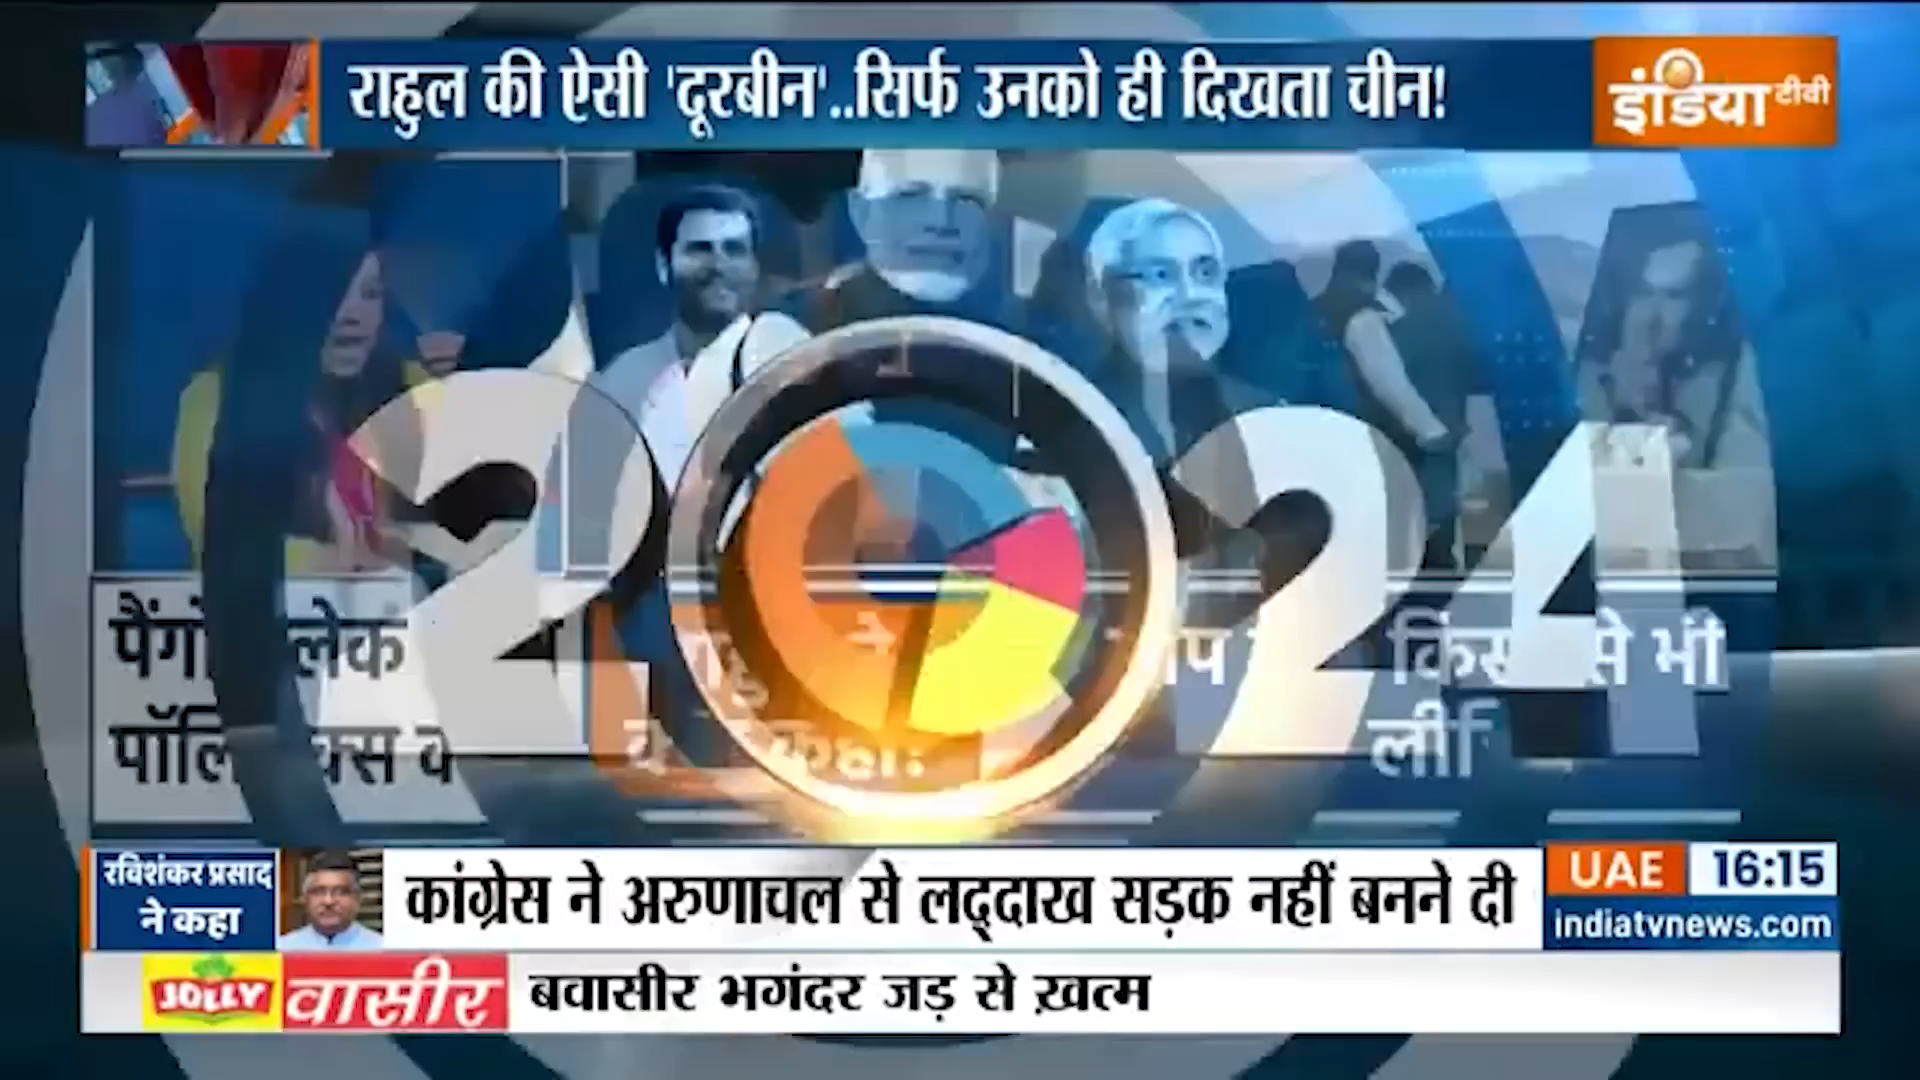 राहुल की ऐसी 'दूरबीन'..सिर्फ उनको ही दिखता चीन!
इंडिया टीवी
2024
से भी
रविशंकर प्रसाद
ने कहा
कांग्रेस ने अरुणाचल से लद्दाख सड़क नहीं बनने दी
UAE 16:15
indiatvnews.com
JOLLY वासीर बवासीर भगंदर जड़ से ख़त्म